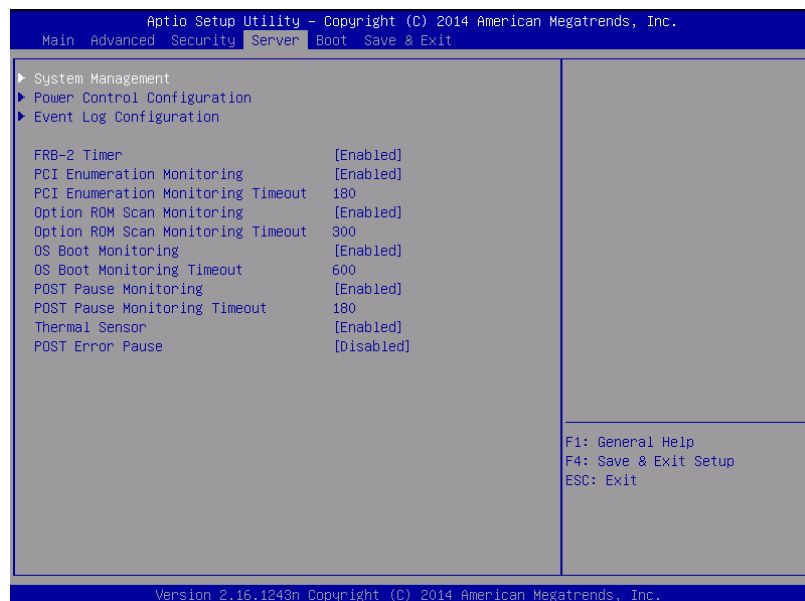 Aptio Setup Utility – Copyright (C) 2014 American Megatrends, Inc.
Main Advanced Security Server Boot Save & Exit
System Management
Power Control Configuration
Event Log Configuration
FRB-2 Timer [Enabled]
PCI Enumeration Monitoring [Enabled]
PCI Enumeration Monitoring Timeout 180
Option ROM Scan Monitoring [Enabled]
Option ROM Scan Monitoring Timeout 300
OS Boot Monitoring [Enabled]
OS Boot Monitoring Timeout 600
POST Pause Monitoring [Enabled]
POST Pause Monitoring Timeout 180
Thermal Sensor [Enabled]
POST Error Pause [Disabled]
F1: General Help
F4: Save & Exit Setup
ESC: Exit
Version 2.16.1243n Copyright (C) 2014 American Megatrends, Inc.